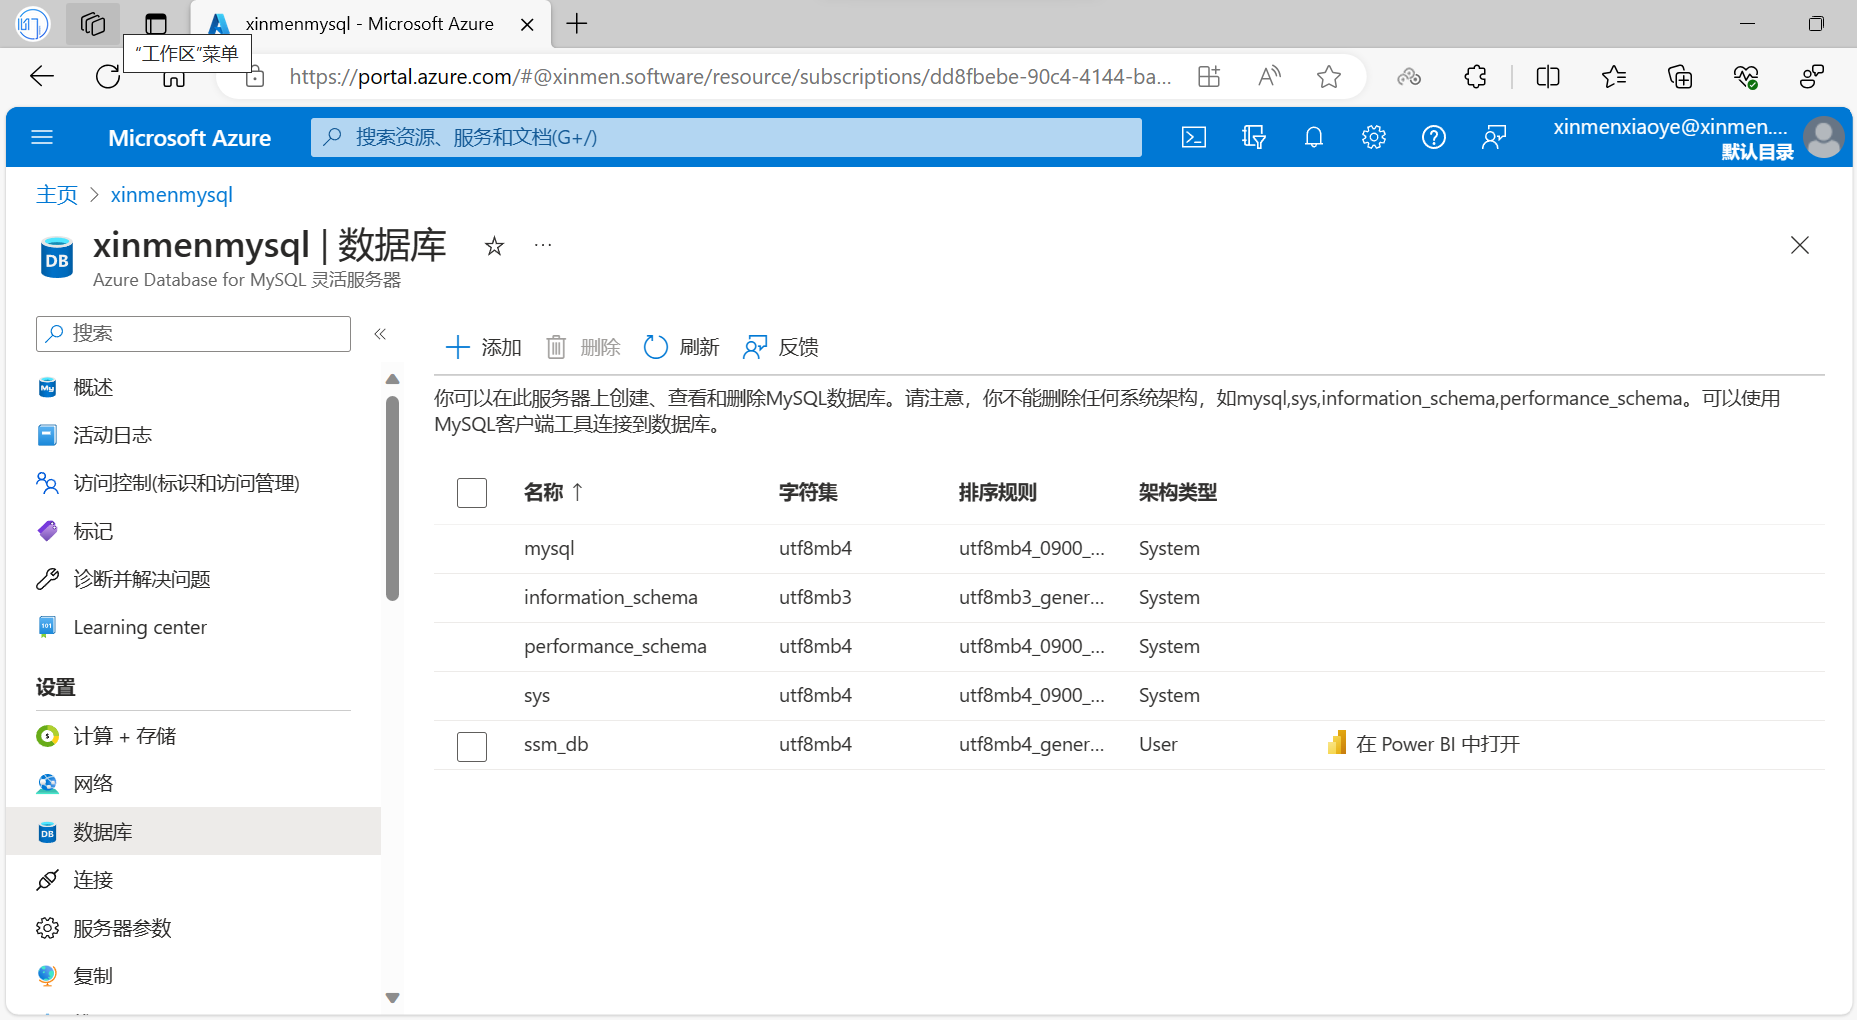 xinmenmysql - Microsoft Azure
“工作区”菜单
https://portal.azure.com/#@xinmen.software/resource/subscriptions/dd8fbebe-90c4-4144-ba...
Microsoft Azure
搜索资源、服务和文档(G+/)
xinmenxiaoye@xinmen....
默认目录
主页 > xinmenmysql
xinmenmysql | 数据库
Azure Database for MySQL 灵活服务器
搜索
概述
活动日志
访问控制(标识和访问管理)
标记
诊断并解决问题
Learning center
设置
计算 + 存储
网络
数据库
连接
服务器参数
复制
添加 删除 刷新 反馈
你可以在此服务器上创建、查看和删除MySQL数据库。请注意，你不能删除任何系统架构，如mysql,sys,information_schema,performance_schema。可以使用
MySQL客户端工具连接到数据库。
名称 ↑ 字符集 排序规则 架构类型
mysql utf8mb4 utf8mb4_0900_... System
information_schema utf8mb3 utf8mb3_gener... System
performance_schema utf8mb4 utf8mb4_0900_... System
sys utf8mb4 utf8mb4_0900_... System
ssm_db utf8mb4 utf8mb4_gener... User 在 Power BI 中打开